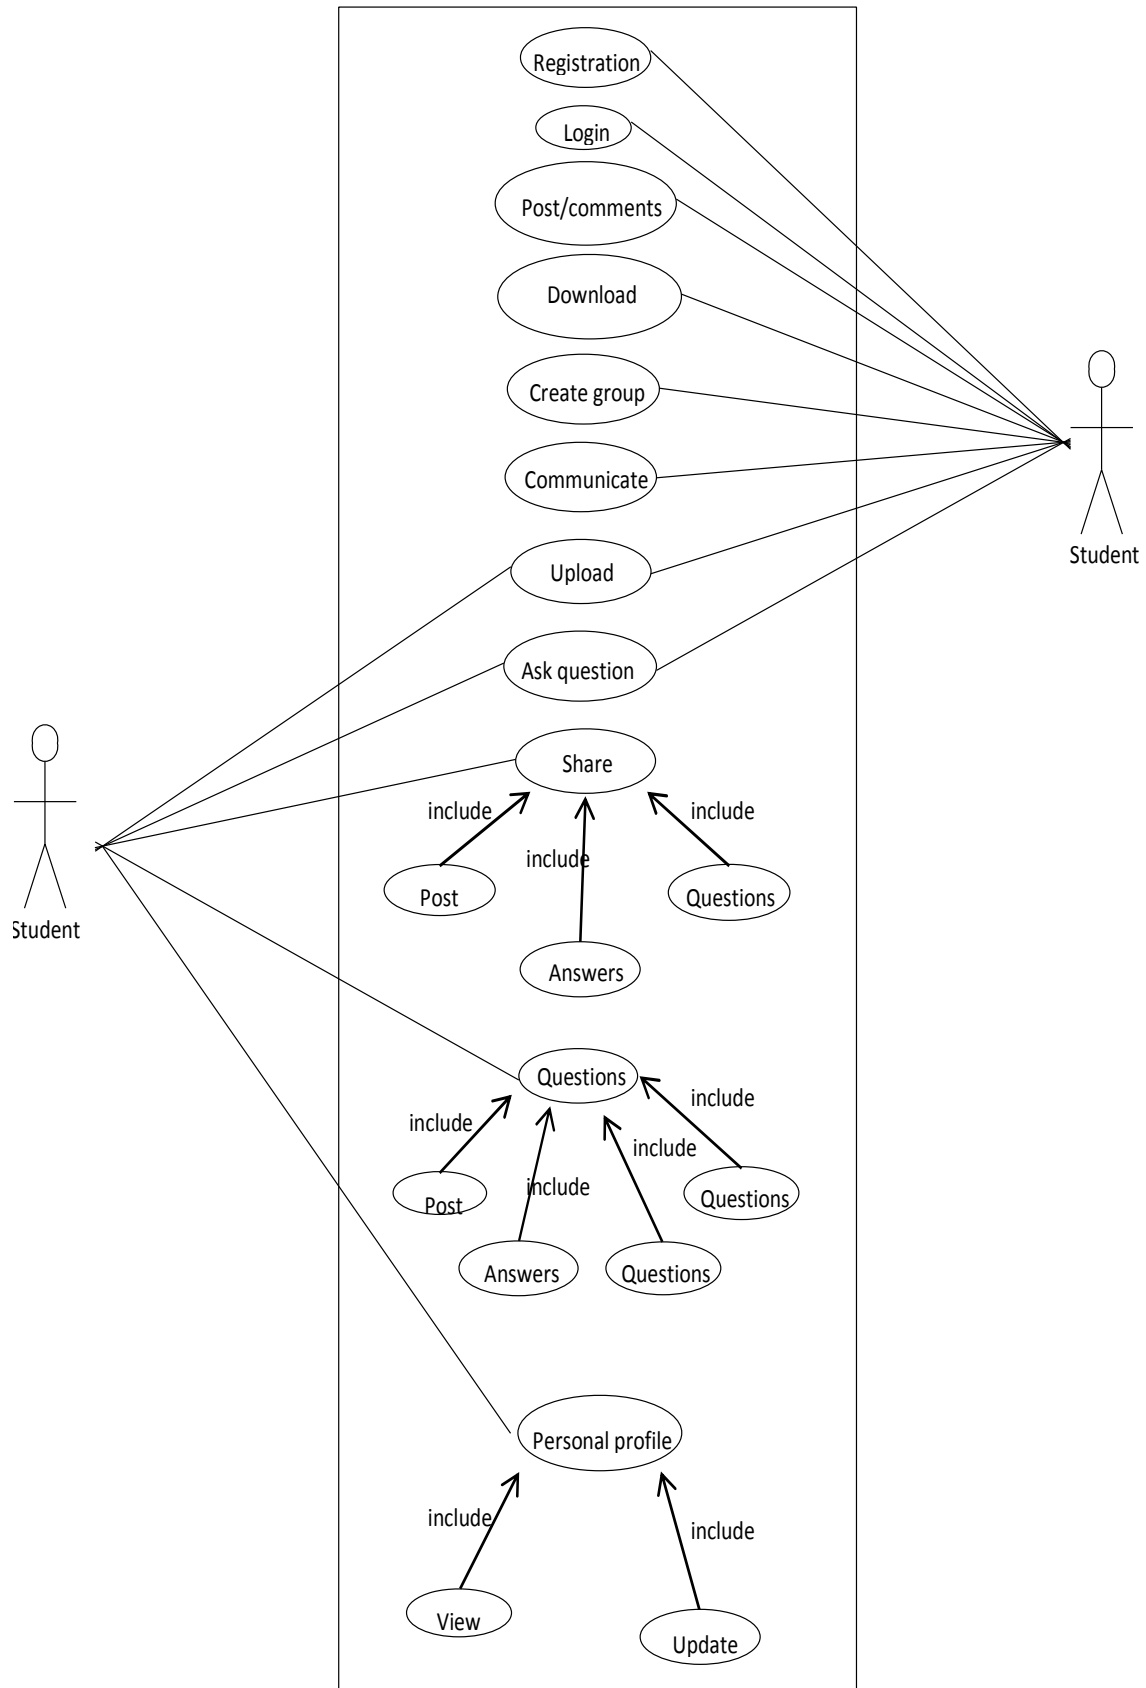 Registration
Login
Post/comments
Download
Create group
Communicate
Student
Upload
Ask question
Share
include
include
include
Post
Questions
Student
Answers
Questions
include
include
include
include
Post
Questions
Answers
Questions
Personal profile
include
include
View
Update